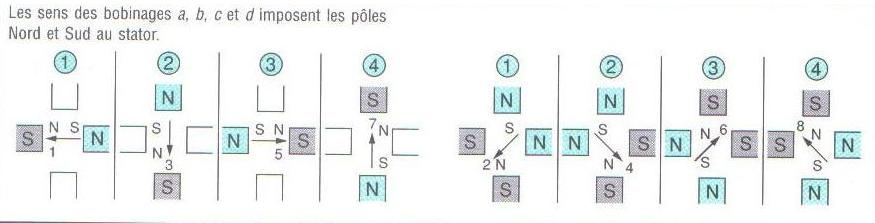 Les sens des bobinages a, b, c et d imposent les pôles
Nord et Sud au stator.
1 2 3 4 1 2 3 4
N S N N S S
S N S N S N S 7 N S S N N S S N 6 S S 8 N N
1 N 3 5 S 2 N N 4 S S
S N S S N N